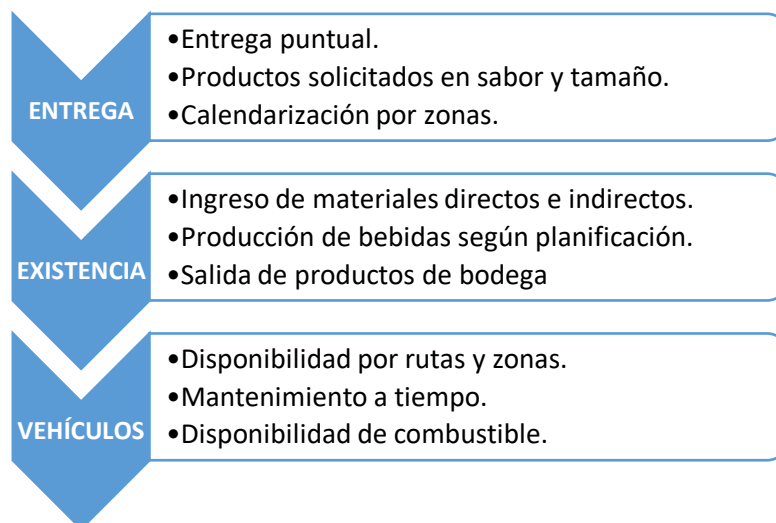 ENTREGA
•Entrega puntual.
•Productos solicitados en sabor y tamaño.
•Calendarización por zonas.
EXISTENCIA
•Ingreso de materiales directos e indirectos.
•Producción de bebidas según planificación.
•Salida de productos de bodega
VEHÍCULOS
•Disponibilidad por rutas y zonas.
•Mantenimiento a tiempo.
•Disponibilidad de combustible.